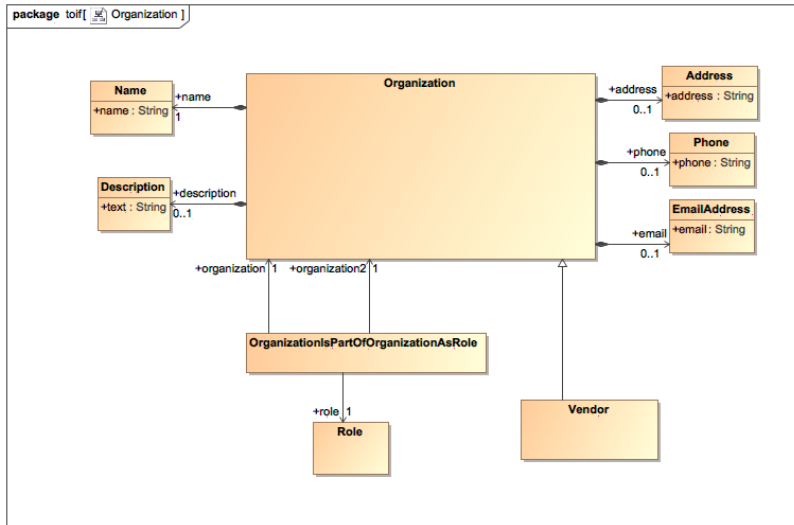 package toif[ Organization ]
Organization
Name
+name : String
+name
1
Description
+text : String
+description
0..1
+address
0..1
Address
+address : String
+phone
0..1
Phone
+phone : String
+email
0..1
EmailAddress
+email : String
+organization 1
+organization2 1
OrganizationIsPartOfOrganizationAsRole
+role 1
Role
Vendor